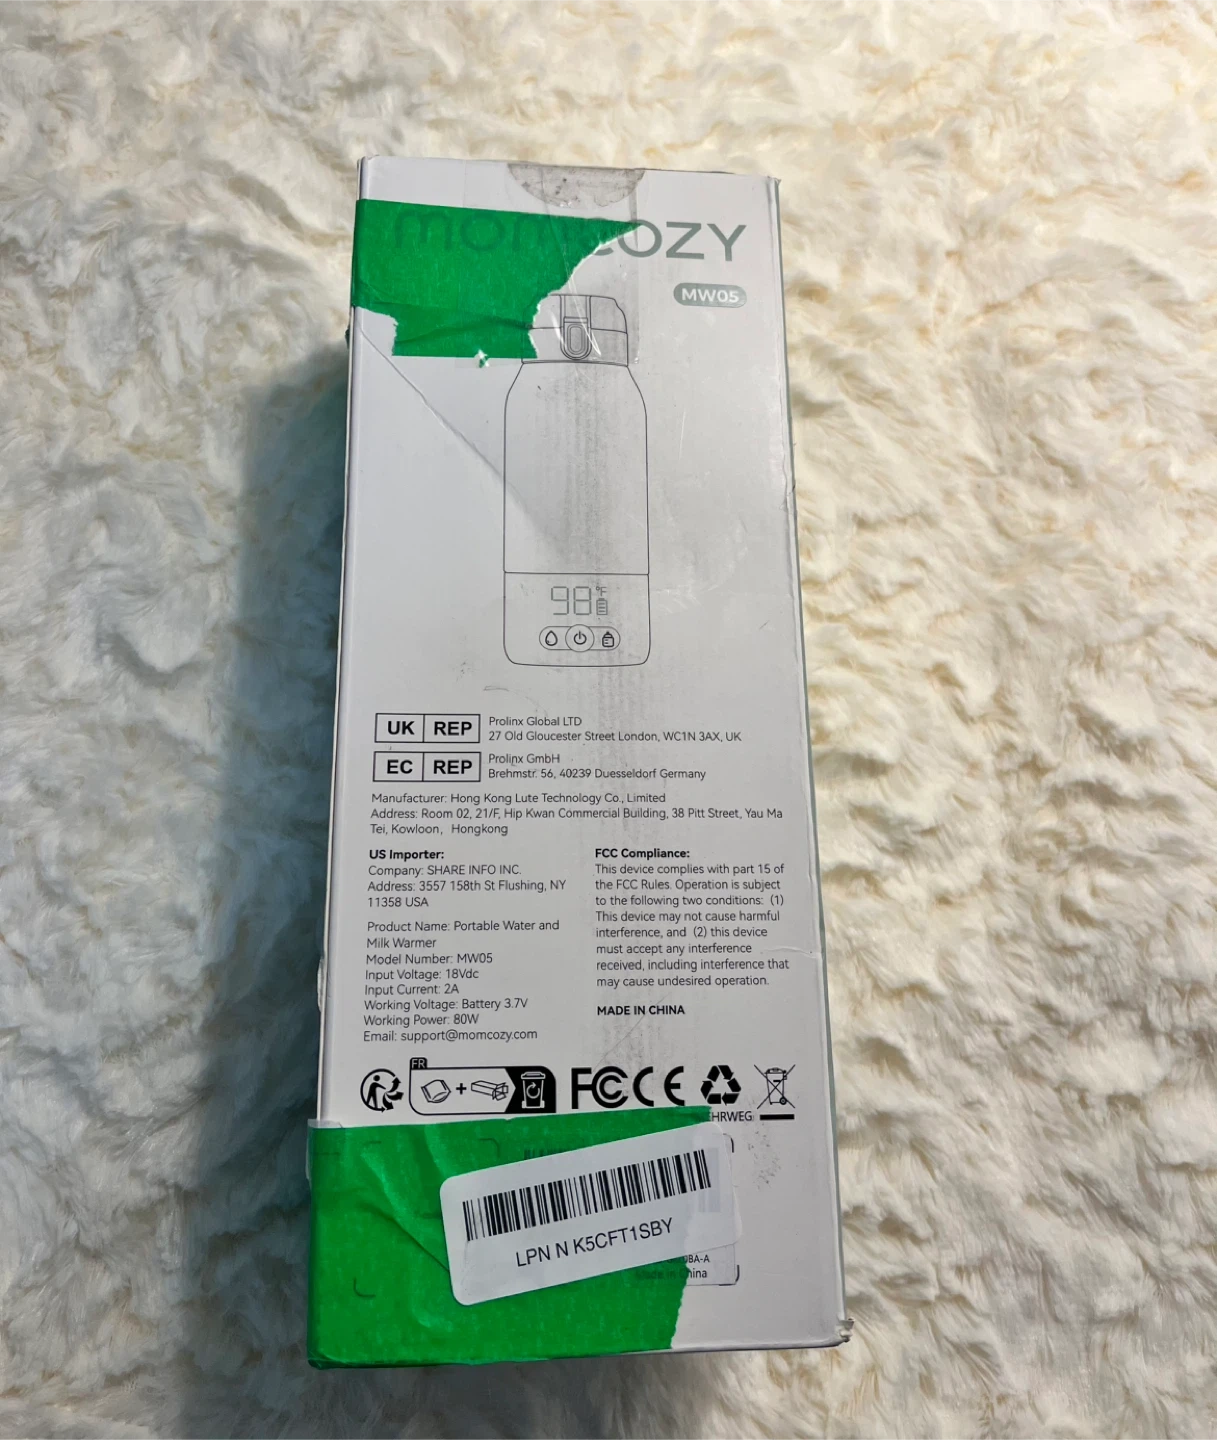 momcozy
MW05
98°F
UK REP
Prolinx Global LTD
27 Old Gloucester Street London, WC1N 3AX, UK
EC REP
Prolinx GmbH
Brehmstr. 56, 40239 Duesseldorf Germany
Manufacturer: Hong Kong Lute Technology Co., Limited
Address: Room 02, 21/F, Hip Kwan Commercial Building, 38 Pitt Street, Yau Ma
Tei, Kowloon, Hongkong
US Importer:
Company: SHARE INFO INC.
Address: 3557 158th St Flushing, NY
11358 USA
Product Name: Portable Water and
Milk Warmer
Model Number: MW05
Input Voltage: 18Vdc
Input Current: 2A
Working Voltage: Battery 3.7V
Working Power: 80W
Email: support@momcozy.com
FCC Compliance:
This device complies with part 15 of
the FCC Rules. Operation is subject
to the following two conditions: (1)
This device may not cause harmful
interference, and (2) this device
must accept any interference
received, including interference that
may cause undesired operation.
MADE IN CHINA
FR
+
FC CE
EHRWEG
LPN N K5CFT1SBY
BA-A
Made in China